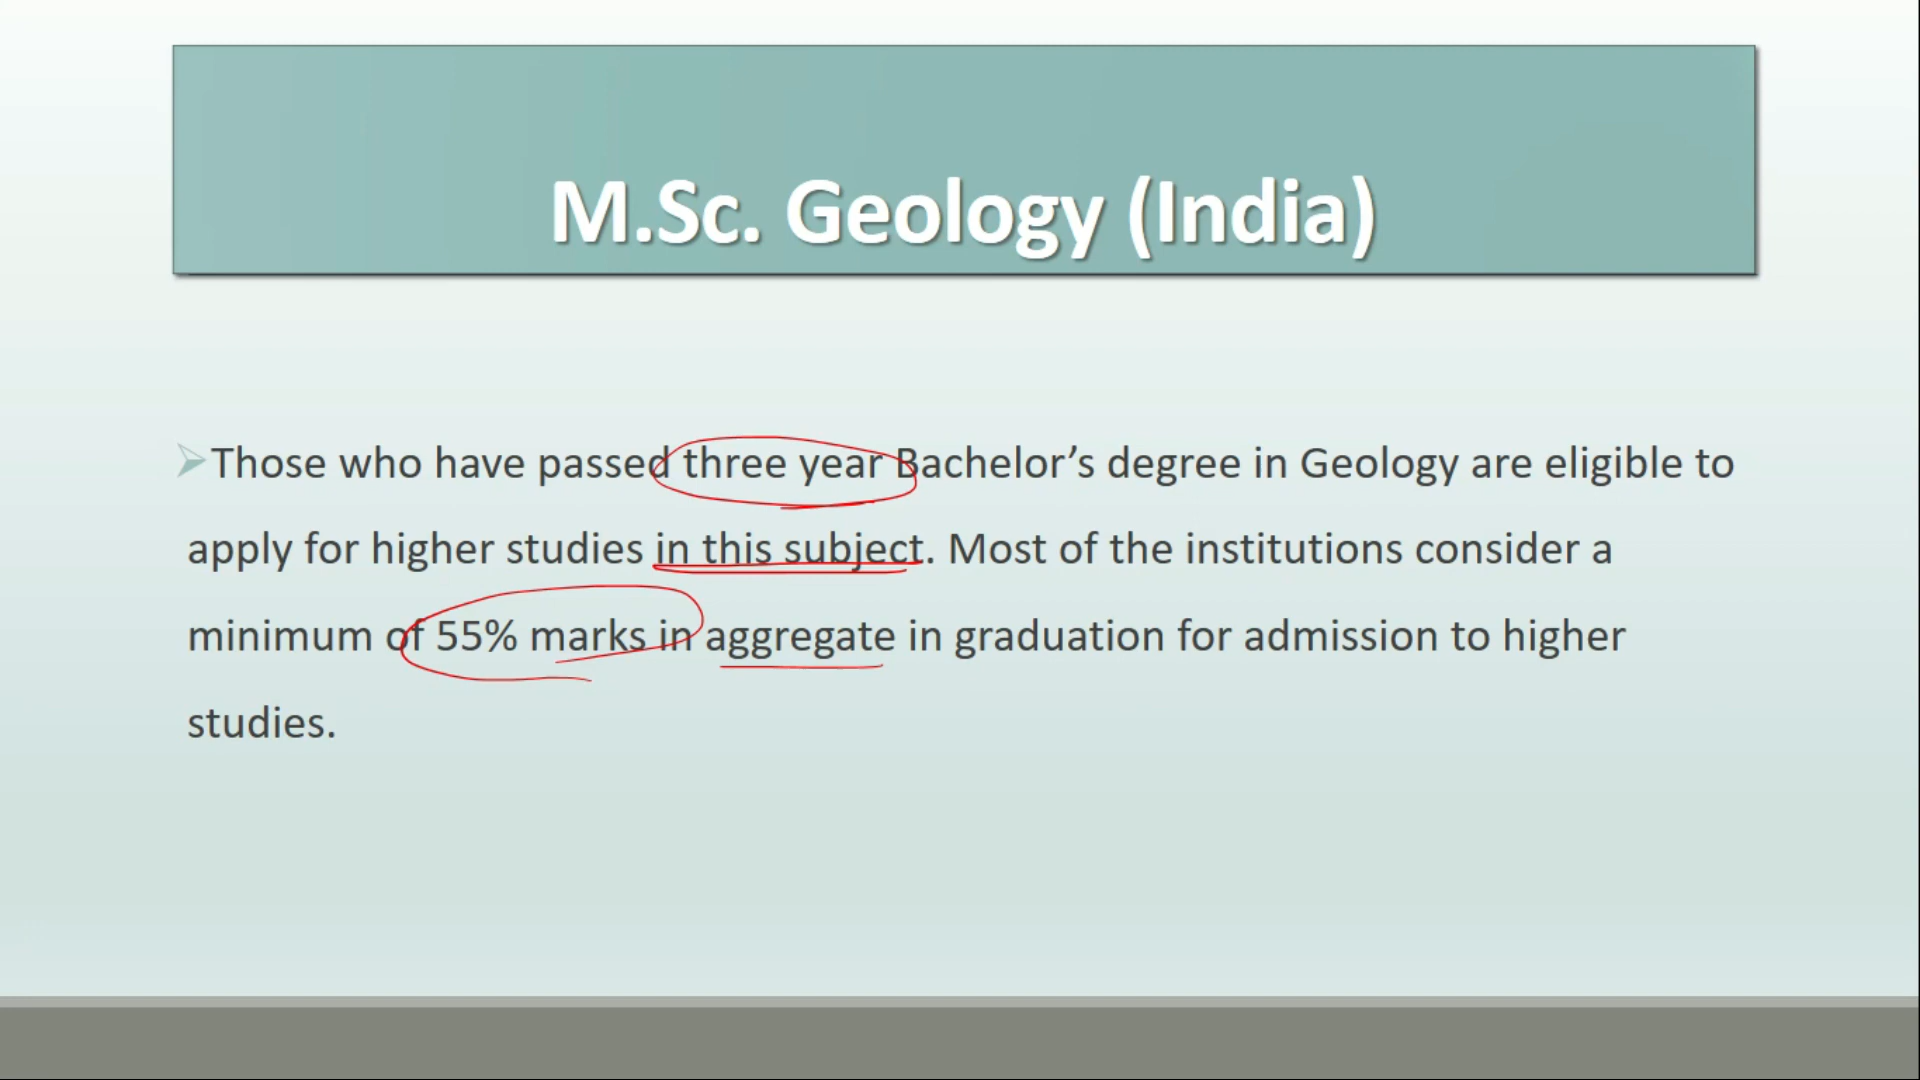 M.Sc. Geology (India)
Those who have passed three year Bachelor’s degree in Geology are eligible to
apply for higher studies in this subject. Most of the institutions consider a
minimum of 55% marks in aggregate in graduation for admission to higher
studies.